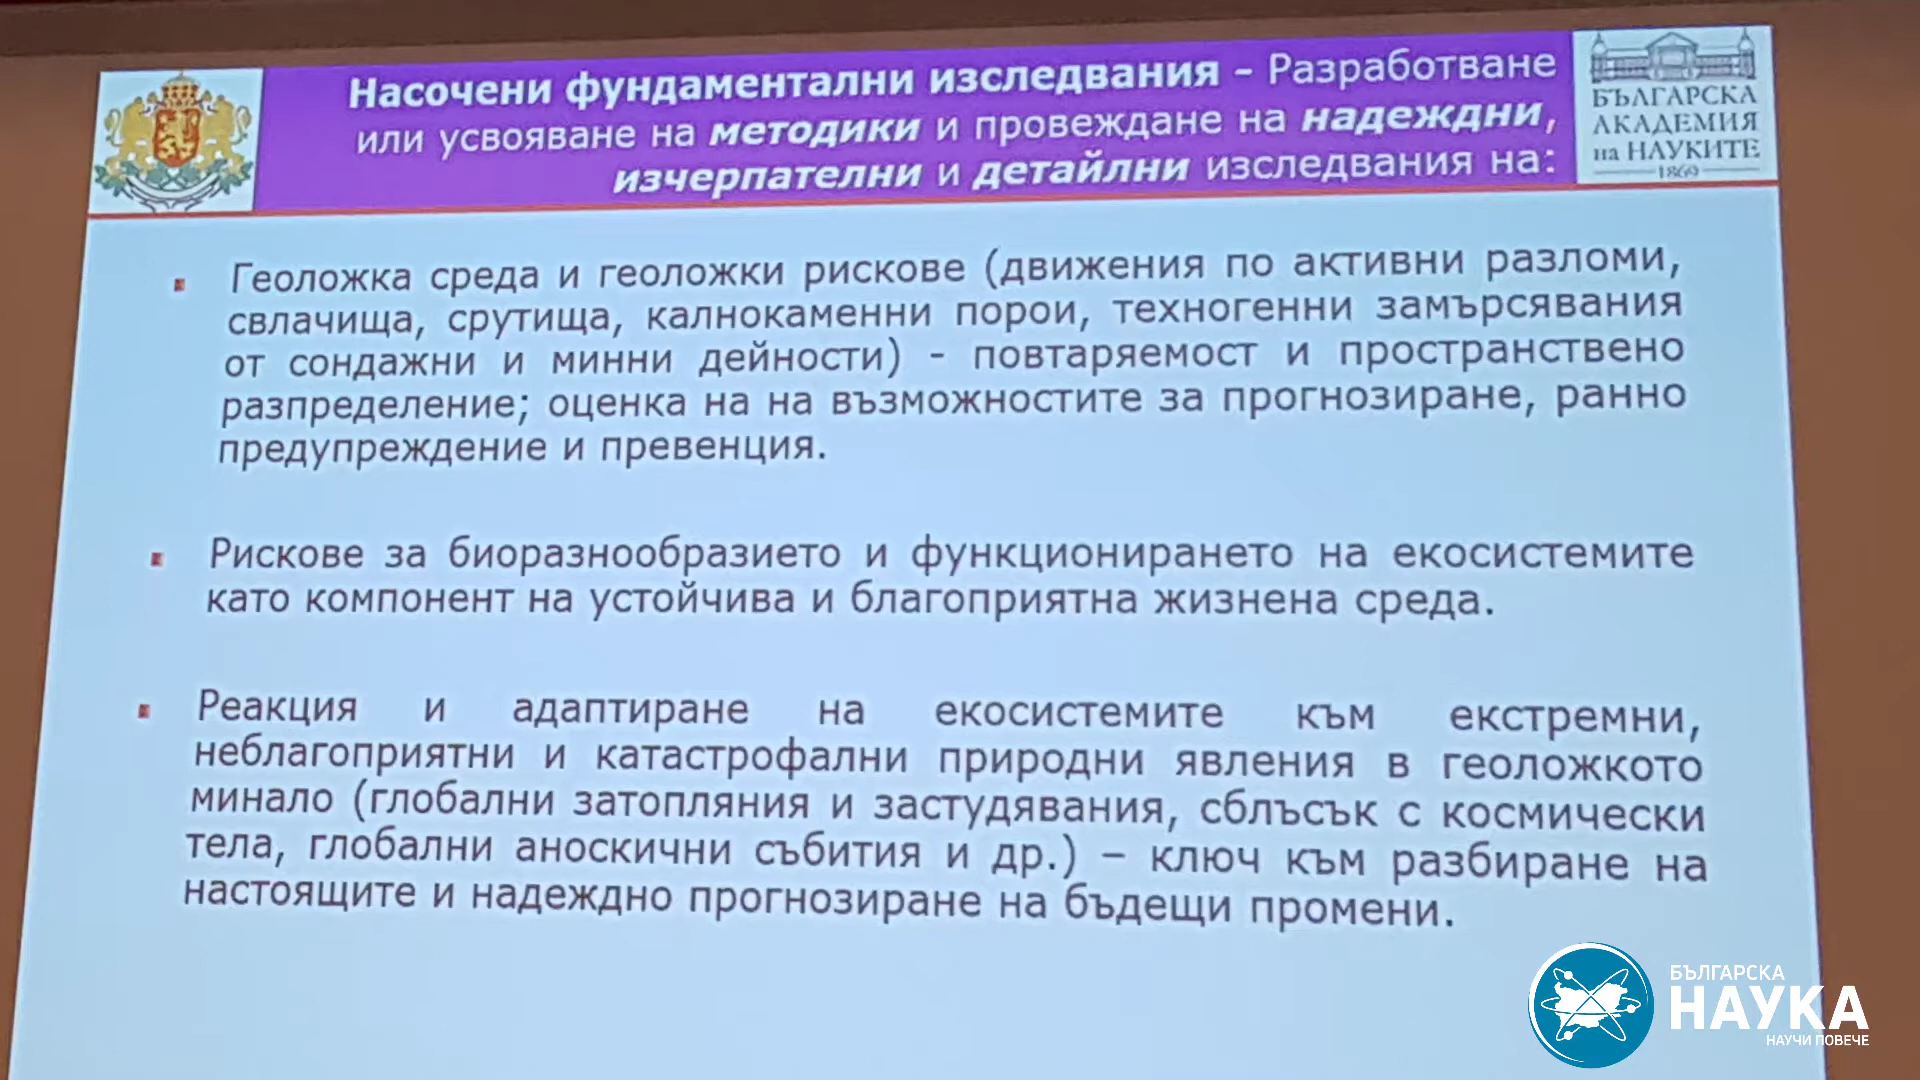 Насочени фундаментални изследвания – Разработване
или усвояване на методики и провеждане на надеждни,
изчерпателни и детайлни изследвания на:
БЪЛГАРСКА
АКАДЕМИЯ
на НАУКИТЕ
1869
Геоложка среда и геоложки рискове (движения по активни разломи,
свлачища, срутища, калнокаменни порои, техногенни замърсявания
от сондажни и минни дейности) - повтаряемост и пространствено
разпределение; оценка на на възможностите за прогнозиране, ранно
предупреждение и превенция.
Рискове за биоразнообразието и функционирането на екосистемите
като компонент на устойчива и благоприятна жизнена среда.
Реакция и адаптиране на екосистемите към екстремни,
неблагоприятни и катастрофални природни явления в геоложкото
минало (глобални затопляния и застудявания, сблъсък с космически
тела, глобални аноскични събития и др.) – ключ към разбиране на
настоящите и надеждно прогнозиране на бъдещи промени.
БЪЛГАРСКА
НАУКА
НАУЧИ ПОВЕЧЕ